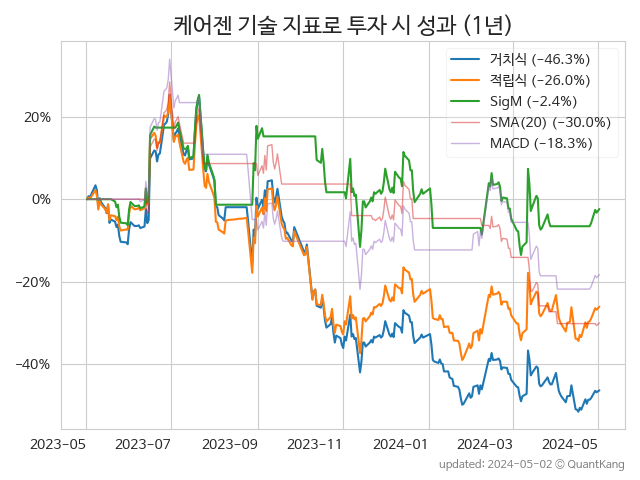 케어젠 기술 지표로 투자 시 성과 (1년)
거치식 (−46.3%)
적립식 (−26.0%)
SigM (−2.4%)
SMA(20) (−30.0%)
MACD (−18.3%)
20%
0%
−20%
−40%
2023-05 2023-07 2023-09 2023-11 2024-01 2024-03 2024-05
updated: 2024-05-02 © QuantKang